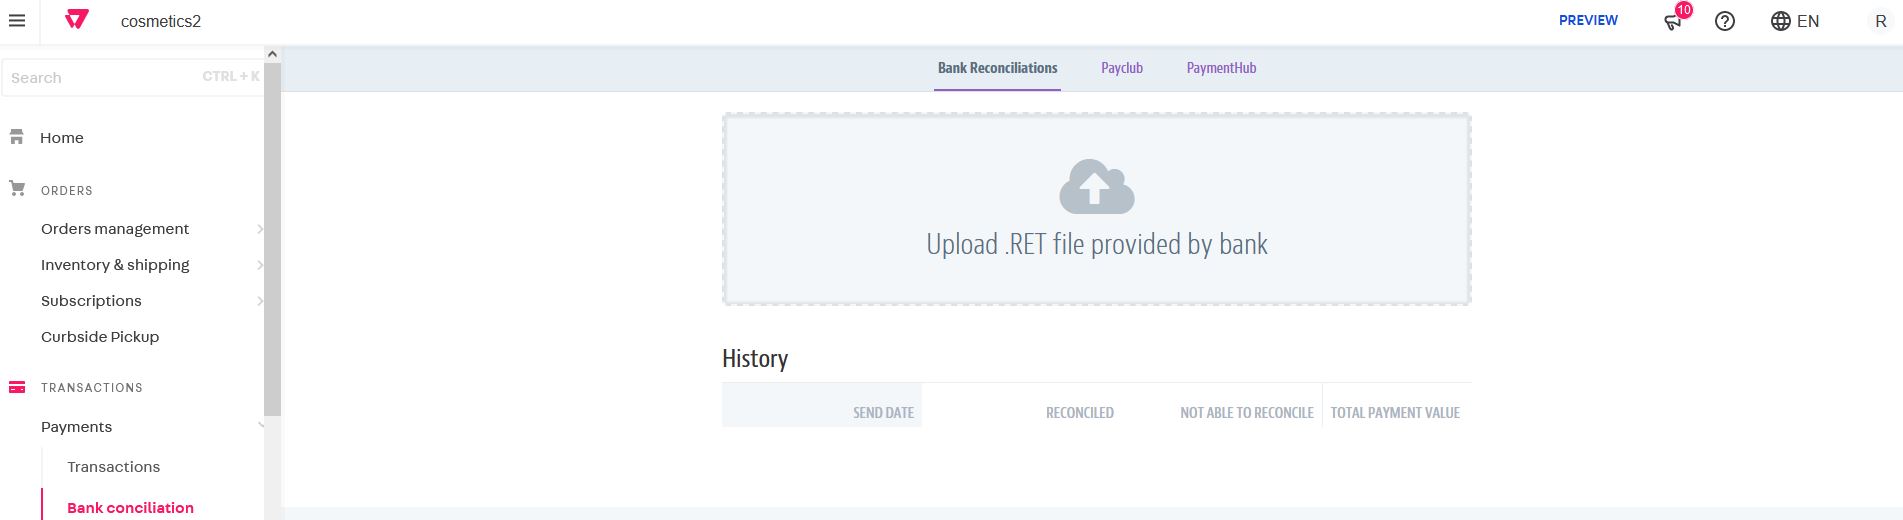 cosmetics2
PREVIEW
10
EN
R
Search CTRL + K
Home
ORDERS
Orders management
Inventory & shipping
Subscriptions
Curbside Pickup
TRANSACTIONS
Payments
Transactions
Bank conciliation
Bank Reconciliations Payclub PaymentHub
Upload .RET file provided by bank
History
SEND DATE RECONCILED NOT ABLE TO RECONCILE TOTAL PAYMENT VALUE